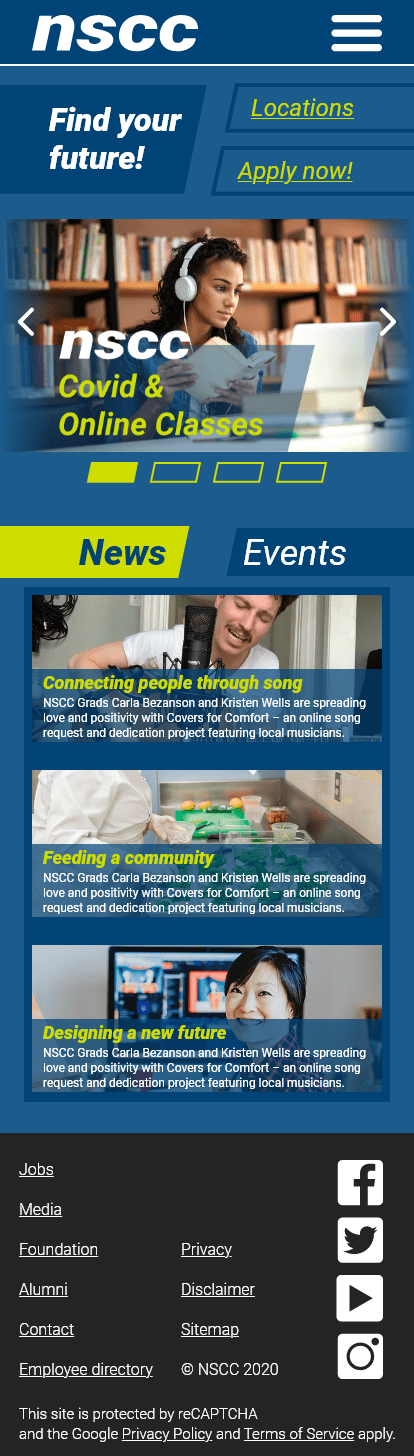 nscc
Find your
future!
Locations
Apply now!
nscc
Covid &
Online Classes
News
Events
Connecting people through song
NSCC Grads Carla Bezanson and Kristen Wells are spreading
love and positivity with Covers for Comfort – an online song
request and dedication project featuring local musicians.
Feeding a community
NSCC Grads Carla Bezanson and Kristen Wells are spreading
love and positivity with Covers for Comfort – an online song
request and dedication project featuring local musicians.
Designing a new future
NSCC Grads Carla Bezanson and Kristen Wells are spreading
love and positivity with Covers for Comfort – an online song
request and dedication project featuring local musicians.
Jobs
Media
Foundation
Alumni
Contact
Employee directory
Privacy
Disclaimer
Sitemap
© NSCC 2020
This site is protected by reCAPTCHA
and the Google Privacy Policy and Terms of Service apply.